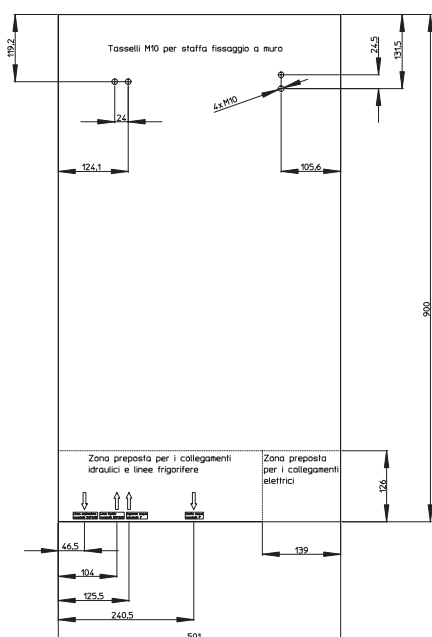 119,2
Tasselli M10 per staffa fissaggio a muro
24,5
131,5
4xM10
24
124,1
105,6
900
Zona preposta per i collegamenti
idraulici e linee frigorifere
Zona preposta
per i collegamenti
elettrici
126
46,5
139
104
125,5
240,5
501